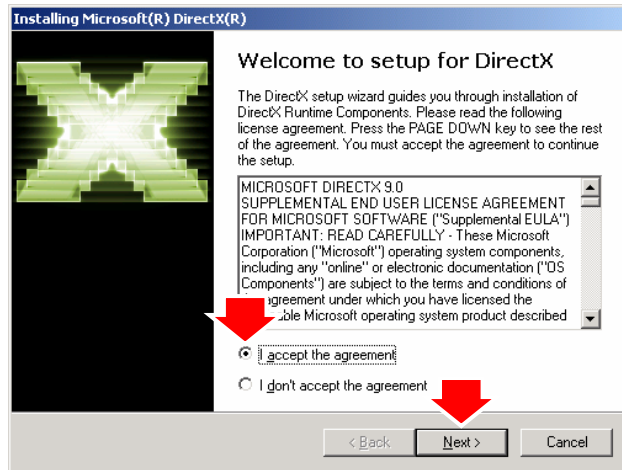 Installing Microsoft(R) DirectX(R)
Welcome to setup for DirectX
The DirectX setup wizard guides you through installation of
DirectX Runtime Components. Please read the following
license agreement. Press the PAGE DOWN key to see the rest
of the agreement. You must accept the agreement to continue
the setup.
MICROSOFT DIRECTX 9.0
SUPPLEMENTAL END USER LICENSE AGREEMENT
FOR MICROSOFT SOFTWARE ("Supplemental EULA")
IMPORTANT: READ CAREFULLY - These Microsoft
Corporation ("Microsoft") operating system components,
including any "online" or electronic documentation ("OS
Components") are subject to the terms and conditions of
agreement under which you have licensed the
Microsoft operating system product described
I accept the agreement
I don't accept the agreement
< Back
Next >
Cancel